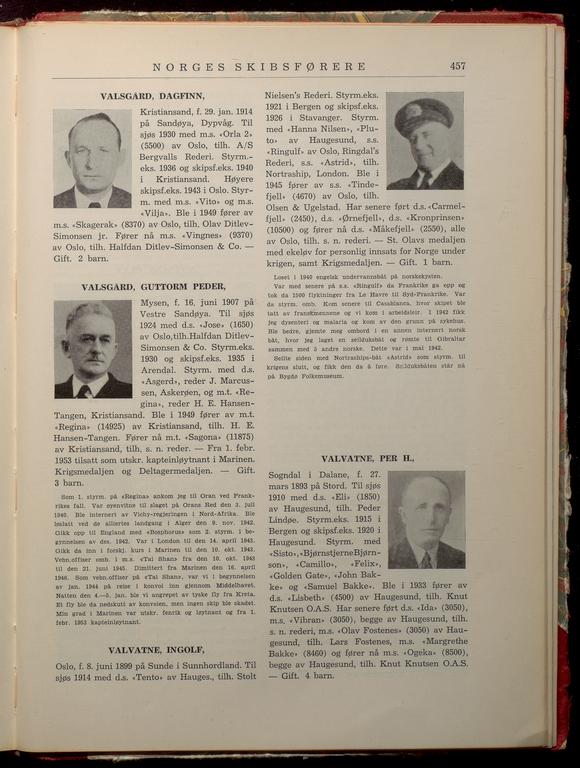 NORGES SKIBSFØRERE
457
VALSGÅRD, DAGFINN,
Kristiansand, f. 29. jan. 1914
på Sandøya, Dypvåg. Til
sjøs 1930 med m.s. «Orla 2»
(5500) av Oslo, tilh. A/S
Bergvalls Rederi. Styrm.-
eks. 1936 og skipsf.eks. 1940
i Kristiansand. Høyere
skipsf.eks. 1943 i Oslo. Styr-
m. med m.s. «Vito» og m.s.
«Vilja». Ble i 1949 fører av
m.s. «Skagerak» (8370) av Oslo, tilh, Olav Ditlev-
Simonsen jr. Fører nå m.s. «Vingnes» (9370)
av Oslo, tilh. Halfdan Ditlev-Simonsen & Co. —
Gift. 2 barn.
VALSGÅRD, GUTTORM PEDER,
Mysen, f. 16. juni 1907 på
Vestre Sandøya. Til sjøs
1924 med d.s. «Jose» (1650)
av Oslo,tilh.Halfdan Ditlev-
Simonsen & Co. Styrm.eks.
1930 og skipsf.eks. 1935 i
Arendal. Styrm. med d.s.
«Asgerd», reder J. Marcus-
sen, Askerøen, og m.t. «Re-
gina», reder H. E. Hansen-
Tangen, Kristiansand. Ble i 1949 fører av m.t.
«Regina» (14925) av Kristiansand, tilh. H. E.
Hansen-Tangen. Fører nå m.t. «Sagona» (11875)
av Kristiansand, tilh, s. n. reder. — Fra 1. febr.
1953 tilsatt som utskr. kapteinløytnant i Marinen.
Krigsmedaljen og Deltagermedaljen. — Gift.
3 barn.
Som 1. styrm. på «Regina» ankom jeg til Oran ved Frank-
rikes fall. Var øyenvitne til slaget på Orans Red den 3. juli
1940. Ble internert av Vichy-regjeringen i Nord-Afrika. Ble
løslatt ved de allierte landgang i Alger den 9. nov. 1942.
Gikk opp til England med «Bosphorus» som 2. styrm. i be-
gynnelsen av des. 1942. Var i London til den 14. april 1943.
Gikk da inn i forskj. kurs i Marinen til den 10. okt. 1943.
Vehn.offiser omb. i m.s. «Tai Shan» fra den 10. okt. 1943
til den 21. juni 1945. Dimittert fra Marinen den 16. april
1946. Som vehn.offiser på «Tai Shan», var vi i begynnelsen
av jan. 1944 på reise i konvoi inn gjennom Middelhavet.
Natten den 4.—5. jan. ble vi angrepet av tyske fly fra Kreta.
Et fly ble da nedskutt av konvoien, men ingen skip ble skadet.
Min grad i Marinen var utskr. fenrik og løytnant og fra 1.
febr. 1953 kapteinløytnant.
VALVATNE, INGOLF,
Oslo, f. 8. juni 1899 på Sunde i Sunnhordland. Til
sjøs 1914 med d.s. «Tento» av Hauges., tilh. Stolt
Nielsen's Rederi. Styrm.eks.
1921 i Bergen og skipsf.eks.
1926 i Stavanger. Styrm.
med «Hanna Nilsen», «Plu-
to» av Haugesund, s.s.
«Ringulf» av Oslo, Ringdal's
Rederi, s.s. «Astrid», tilh.
Nortraship, London. Ble i
1945 fører av s.s. «Tinde-
fjell» (4670) av Oslo, tilh.
Olsen & Ugelstad. Har senere ført d.s. «Carmel-
fjell» (2450), d.s. «Ørnefjell», d.s. «Kronprinsen»
(10500) og fører nå d.s. «Måkefjell» (2550), alle
av Oslo, tilh. s. n. rederi. — St. Olavs medaljen
med ekeløv for personlig innsats for Norge under
krigen, samt Krigsmedaljen. — Gift. 1 barn.
Loset i 1940 engelsk undervannsbåt på norskekysten.
Var med senere på s.s. «Ringulf» da Frankrike ga opp og
tok da 1500 flyktninger fra Le Havre til Syd-Frankrike. Var
da styrm. omb. Kom senere til Casablanca, hvor skipet ble
tatt av franskmennene og vi kom i arbeidsleir. I 1942 fikk
jeg dysenteri og malaria og kom av den grunn på sykehus.
Ble bedre, gjemte meg ombord i en annen internert norsk
båt, hvor jeg laget en seilduksbåt og rømte til Gibraltar
sammen med 3 andre norske. Dette var i mai 1942.
Seilte siden med Nortraships-båt «Astrid» som styrm. til
krigens slutt, og fikk den da å føre. Seilduksbåten står nå
på Bygdø Folkemuseum.
VALVATNE, PER H.,
Sogndal i Dalane, f. 27.
mars 1893 på Stord. Til sjøs
1910 med d.s. «Eli» (1850)
av Haugesund, tilh. Peder
Lindøe. Styrm.eks. 1915 i
Bergen og skipsf.eks. 1920 i
Haugesund. Styrm. med
«Sisto», «BjørnstjerneBjørn-
son», «Camillo», «Felix»,
«Golden Gate», «John Bak-
ke» og «Samuel Bakke». Ble i 1933 fører av
d.s. «Lisbeth» (4500) av Haugesund, tilh. Knut
Knutsen O.A.S. Har senere ført d.s. «Ida» (3050),
m.s, «Vibran» (3050), begge av Haugesund, tilh.
s. n. rederi, m.s. «Olav Fostenes» (3050) av Hau-
gesund, tilh. Lars Fostenes, m.s. «Margrethe
Bakke» (8460) og fører nå m.s. «Ogeka» (8500),
begge av Haugesund, tilh. Knut Knutsen O.A.S.
— Gift. 4 barn.